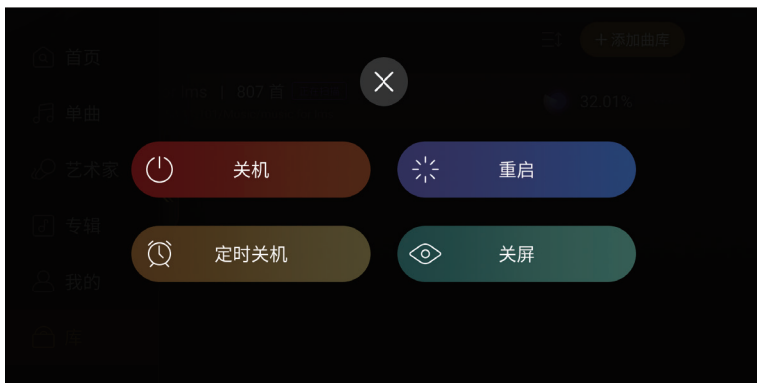 首页
+添加曲库
807 首
单曲
32.01%
艺术家
关机
重启
专辑
定时关机
关屏
我的
库